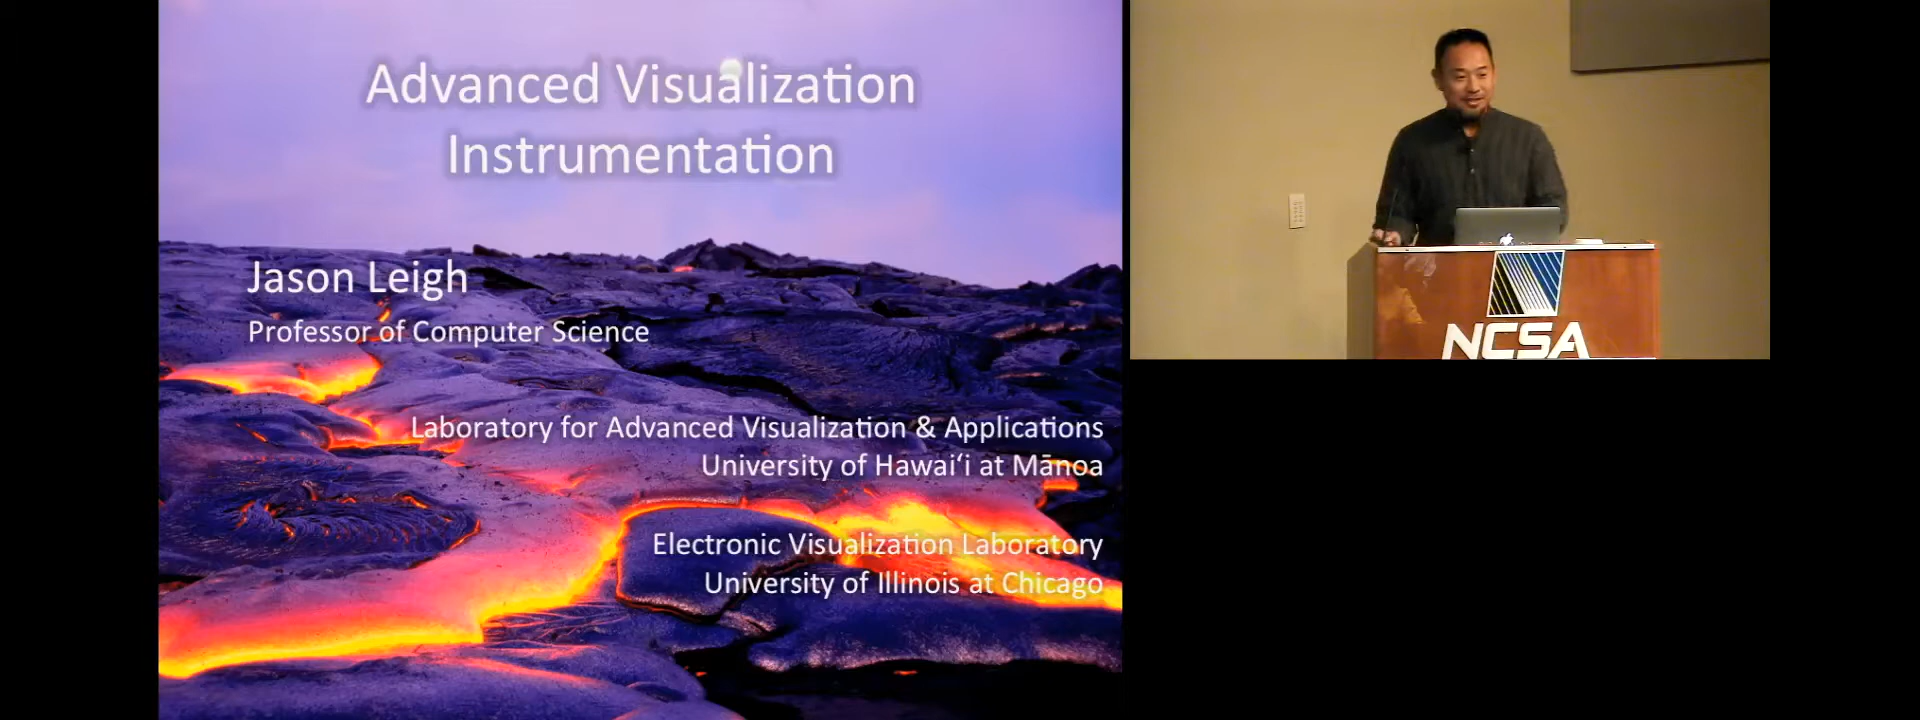 Advanced Visualization
Instrumentation
Jason Leigh
Professor of Computer Science
Laboratory for Advanced Visualization & Applications
University of Hawaiʻi at Mānoa
Electronic Visualization Laboratory
University of Illinois at Chicago
NCSA